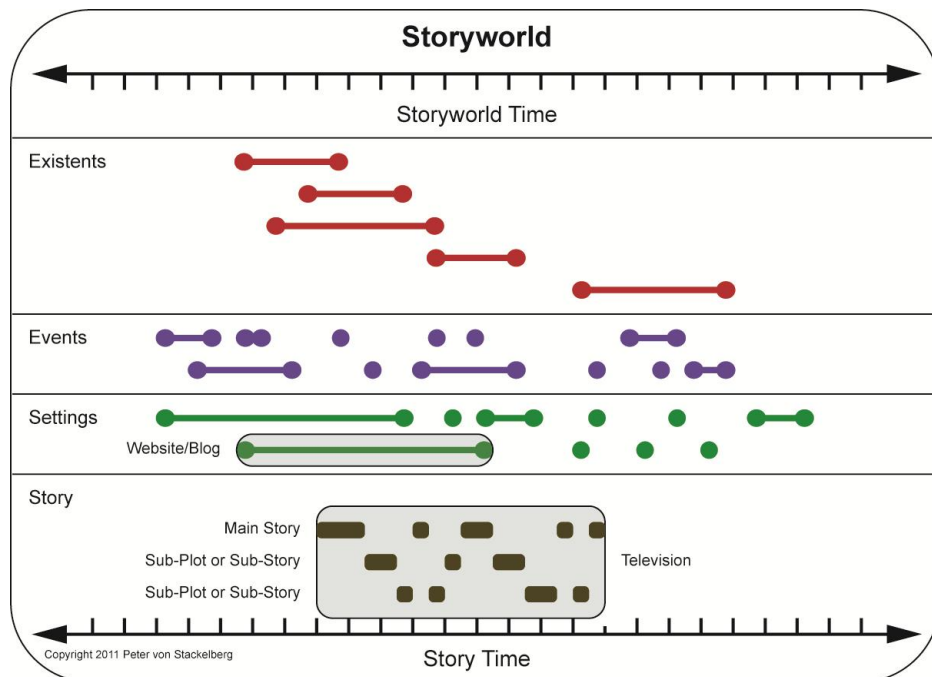 Storyworld
Storyworld Time
Existents
Events
Settings
Website/Blog
Story
Main Story
Sub-Plot or Sub-Story
Television
Sub-Plot or Sub-Story
Copyright 2011 Peter von Stackelberg
Story Time